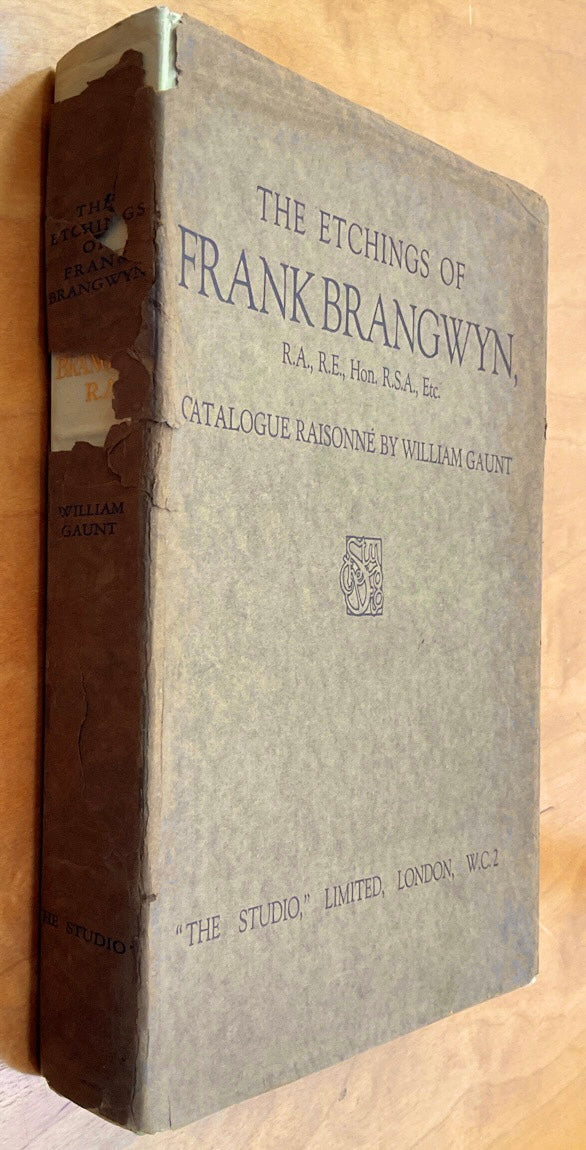 THE ETCHINGS OF
FRANK BRANGWYN,
R.A., R.E., Hon. R.S.A., Etc.
CATALOGUE RAISONNÉ BY WILLIAM GAUNT
"THE STUDIO," LIMITED, LONDON, W.C.2
THE
ETCHINGS
OF
FRANK
BRANGWYN
R.A
WILLIAM
GAUNT
THE STUDIO